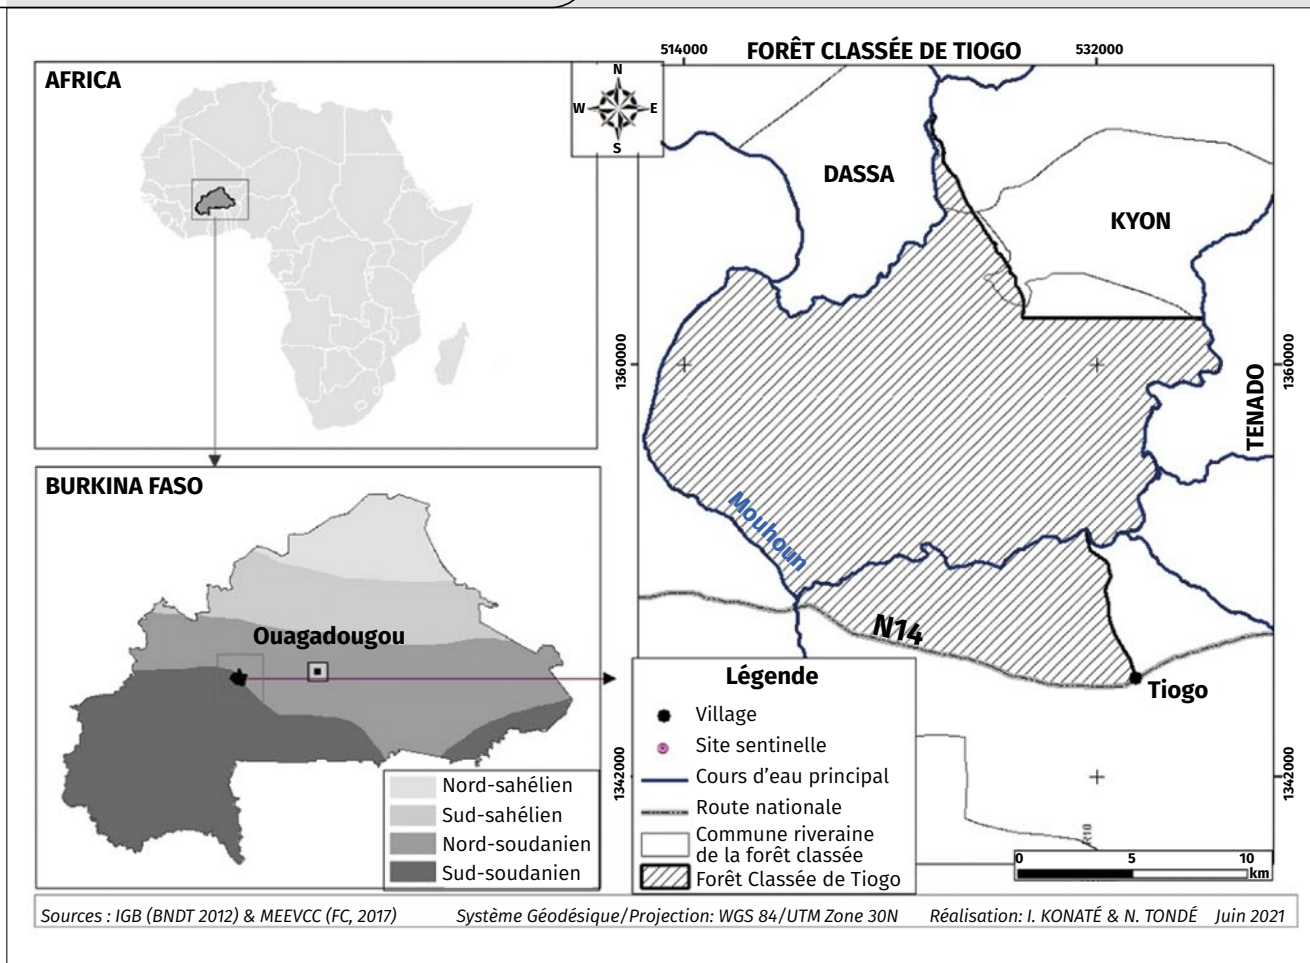 514000
FORÊT CLASSÉE DE TIOGO
532000
AFRICA
N
W
E
S
DASSA
KYON
1360000
1360000
TENADO
BURKINA FASO
Mouhoun
Ouagadougou
N14
Tiogo
Légende
Village
Site sentinelle
Cours d'eau principal
Route nationale
Commune riveraine
de la forêt classée
Forêt Classée de Tiogo
1342000
1342000
R10
Nord-sahélien
Sud-sahélien
Nord-soudanien
Sud-soudanien
0 5 10
km
Sources : IGB (BNDT 2012) & MEEVCC (FC, 2017) Système Géodésique/Projection: WGS 84/UTM Zone 30N Réalisation: I. KONATÉ & N. TONDÉ Juin 2021